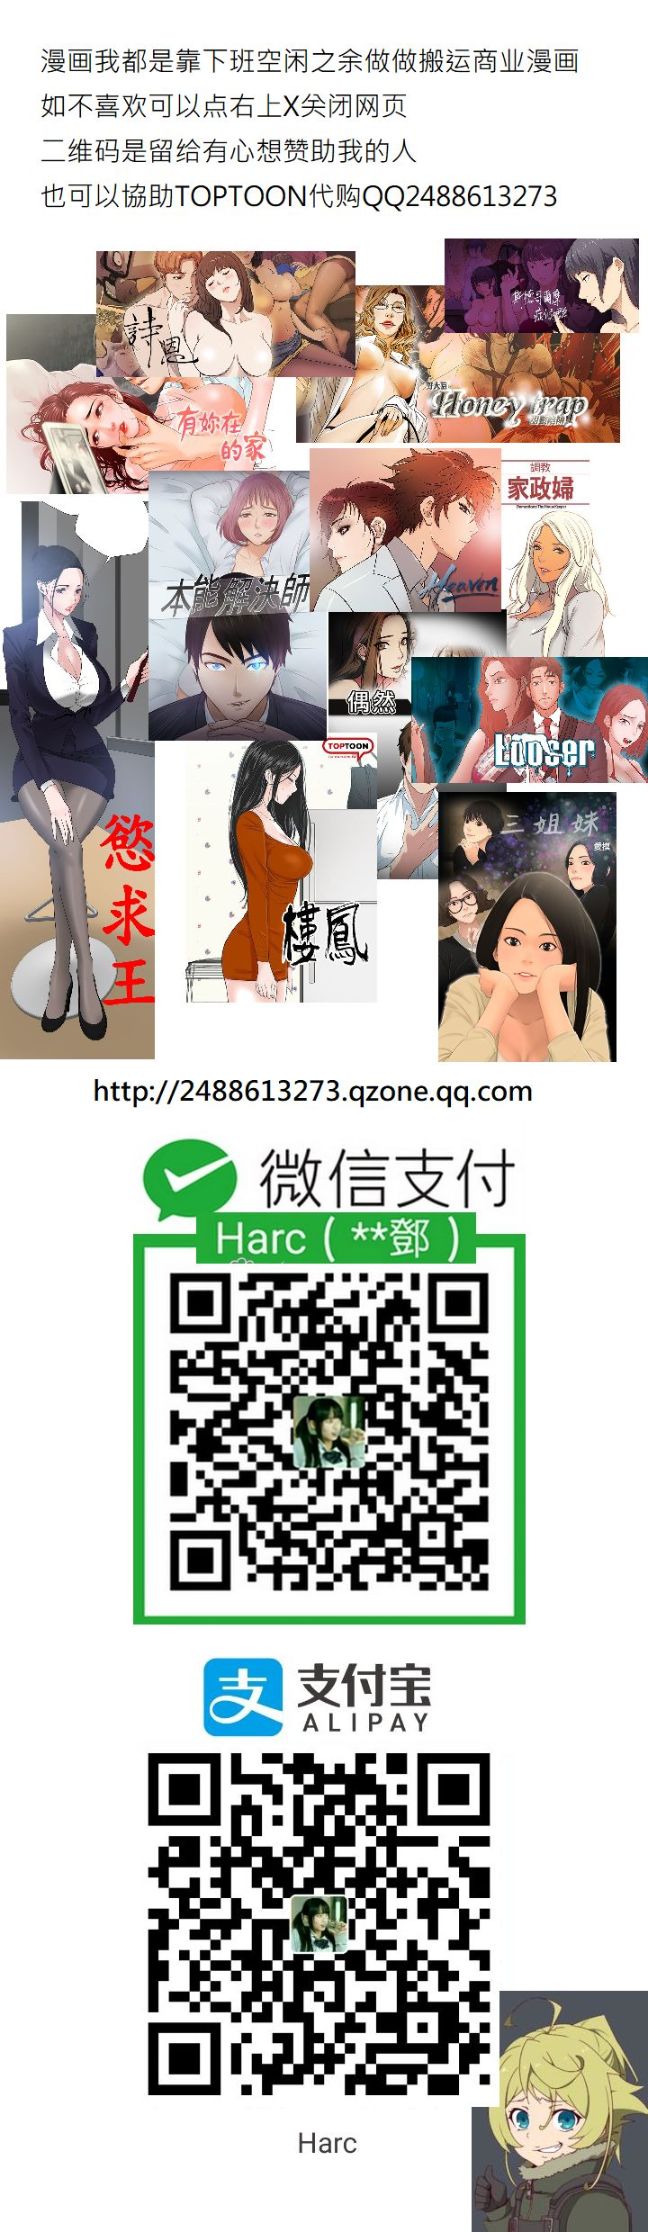 漫画我都是靠下班空闲之余做做搬运商业漫画
如不喜欢可以点右上X关闭网页
二维码是留给有心想赞助我的人
也可以協助TOPTOON代购QQ2488613273
詩恩
Honey trap
有妳在
的家
調教
家政婦
本能解決師
Heaven
偶然
Looser
TOPTOON
三姐妹
慾求王
樓鳳
http://2488613273.qzone.qq.com
微信支付
Harc ( **鄧 )
支付宝
ALIPAY
Harc